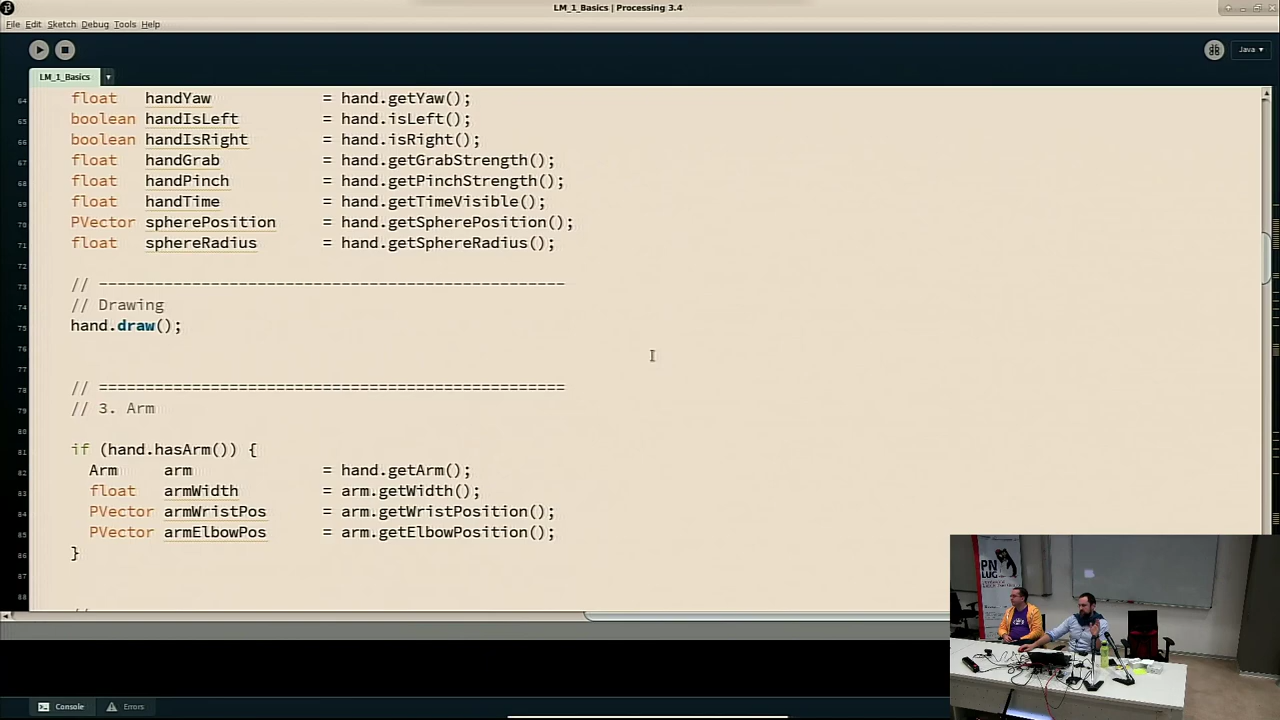 LM_1_Basics | Processing 3.4
File Edit Sketch Debug Tools Help
Java ▾
LM_1_Basics
64 float handYaw = hand.getYaw();
65 boolean handIsLeft = hand.isLeft();
66 boolean handIsRight = hand.isRight();
67 float handGrab = hand.getGrabStrength();
68 float handPinch = hand.getPinchStrength();
69 float handTime = hand.getTimeVisible();
70 PVector spherePosition = hand.getSpherePosition();
71 float sphereRadius = hand.getSphereRadius();
72
73 // --------------------------------------------------
74 // Drawing
75 hand.draw();
76
77
78 // ==================================================
79 // 3. Arm
80
81 if (hand.hasArm()) {
82 Arm arm = hand.getArm();
83 float armWidth = arm.getWidth();
84 PVector armWristPos = arm.getWristPosition();
85 PVector armElbowPos = arm.getElbowPosition();
86 }
87
88
PN
LUG
Console Errors